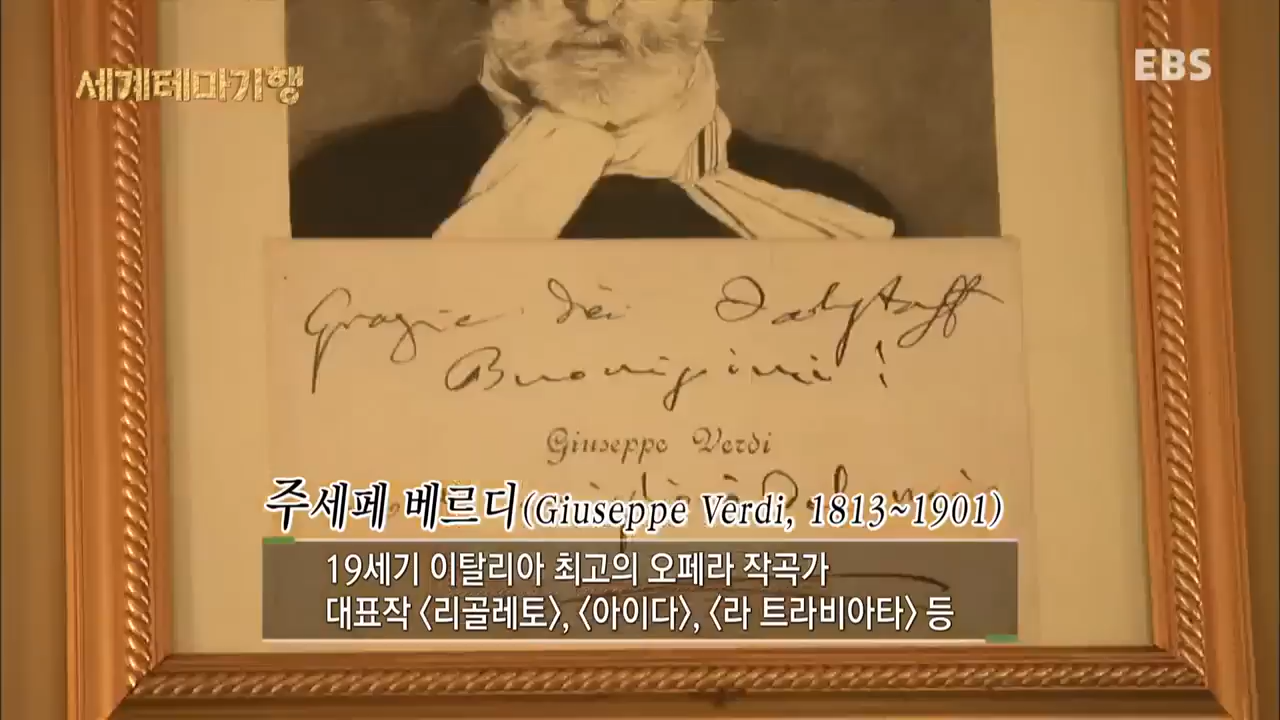 세계테마기행
EBS
Grazie dei
!
Giuseppe Verdi
주세페 베르디(Giuseppe Verdi, 1813~1901)
19세기 이탈리아 최고의 오페라 작곡가
대표작 <리골레토>, <아이다>, <라 트라비아타> 등